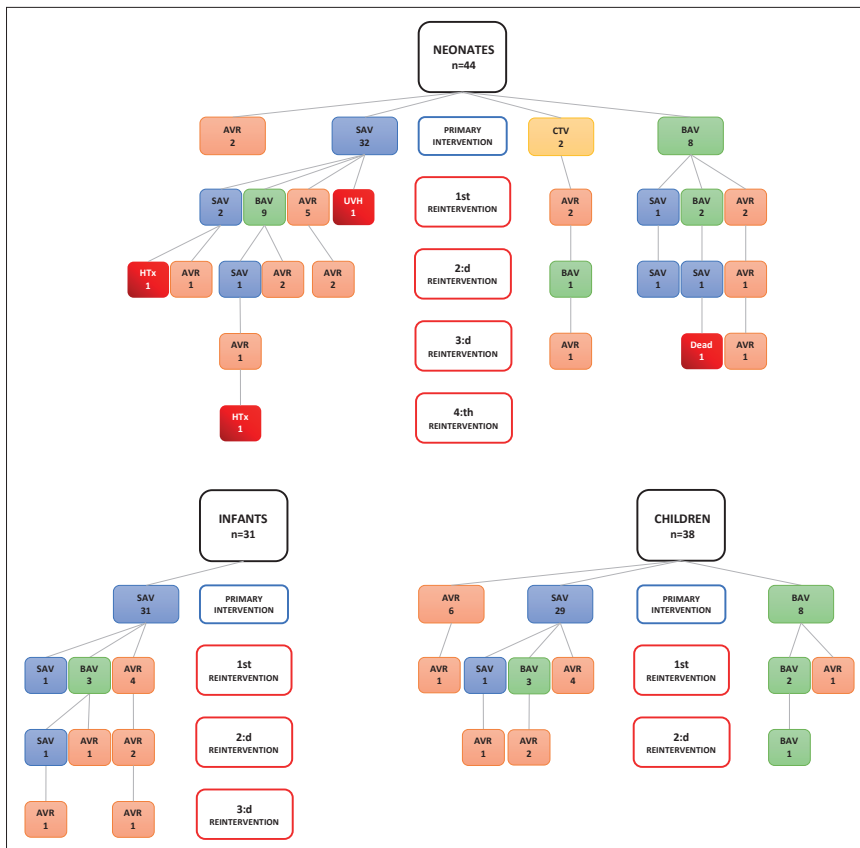 NEONATES
n=44
AVR
2
SAV
32
PRIMARY
INTERVENTION
CTV
2
BAV
8
SAV
2
BAV
9
AVR
5
UVH
1
1st
REINTERVENTION
AVR
2
SAV
1
BAV
2
AVR
2
HTx
1
AVR
1
SAV
1
AVR
2
AVR
2
2:d
REINTERVENTION
BAV
1
SAV
1
SAV
1
AVR
1
AVR
1
3:d
REINTERVENTION
AVR
1
Dead
1
AVR
1
HTx
1
4:th
REINTERVENTION
INFANTS
n=31
SAV
31
PRIMARY
INTERVENTION
SAV
1
BAV
3
AVR
4
1st
REINTERVENTION
SAV
1
AVR
1
AVR
2
2:d
REINTERVENTION
AVR
1
AVR
1
3:d
REINTERVENTION
CHILDREN
n=38
AVR
6
SAV
29
PRIMARY
INTERVENTION
BAV
8
AVR
1
SAV
1
BAV
3
AVR
4
1st
REINTERVENTION
BAV
2
AVR
1
AVR
1
AVR
2
2:d
REINTERVENTION
BAV
1